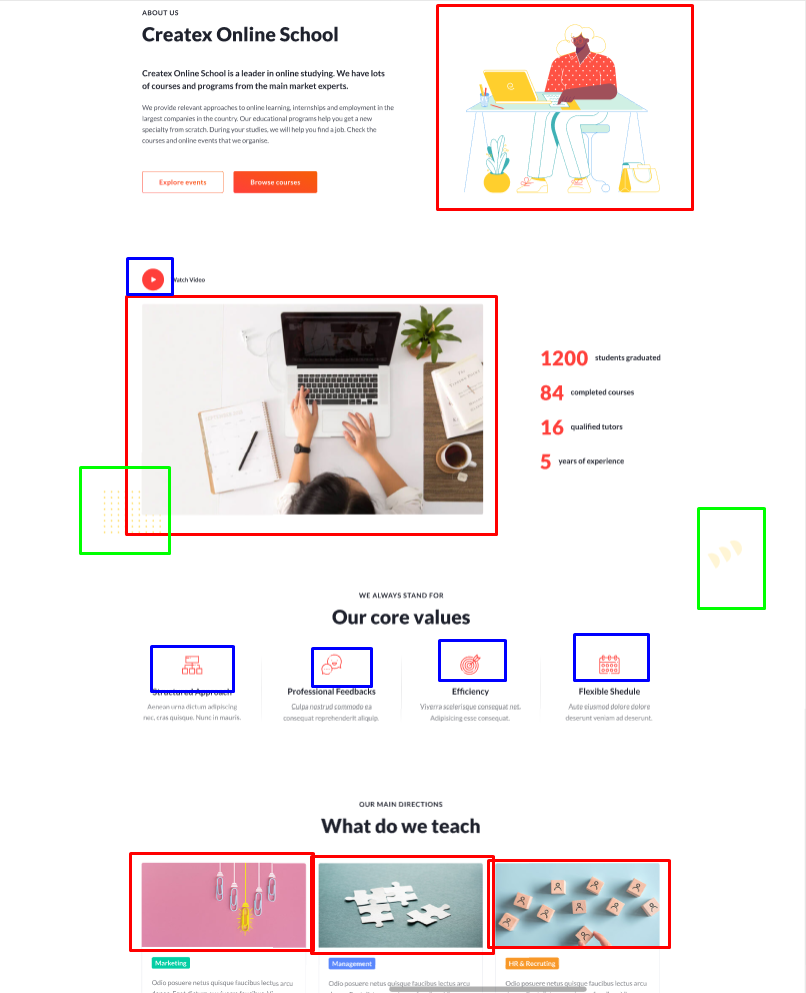 ABOUT US
Createx Online School
Createx Online School is a leader in online studying. We have lots
of courses and programs from the main market experts.
We provide relevant approaches to online learning, internships and employment in the
largest companies in the country. Our educational programs help you get a new
specialty from scratch. During your studies, we will help you find a job. Check the
courses and online events that we organise.
Explore events
Browse courses
Watch Video
1200 students graduated
84 completed courses
16 qualified tutors
5 years of experience
WE ALWAYS STAND FOR
Our core values
Structured Approach
Aenean urna dictum adipiscing
nec, cras quisque. Nunc in mauris.
Professional Feedbacks
Culpa nostrud commodo ea
consequat reprehenderit aliquip.
Efficiency
Viverra scelerisque consequat net.
Adipisicing esse consequat.
Flexible Shedule
Aute eiusmod dolore dolore
deserunt veniam ad deserunt.
OUR MAIN DIRECTIONS
What do we teach
Marketing
Odio posuere quisque faucibus lectus arcu
Management
Odio posuere netus quisque faucibus lectus arcu
HR & Recruting
Odio posuere quisque faucibus lectus arcu